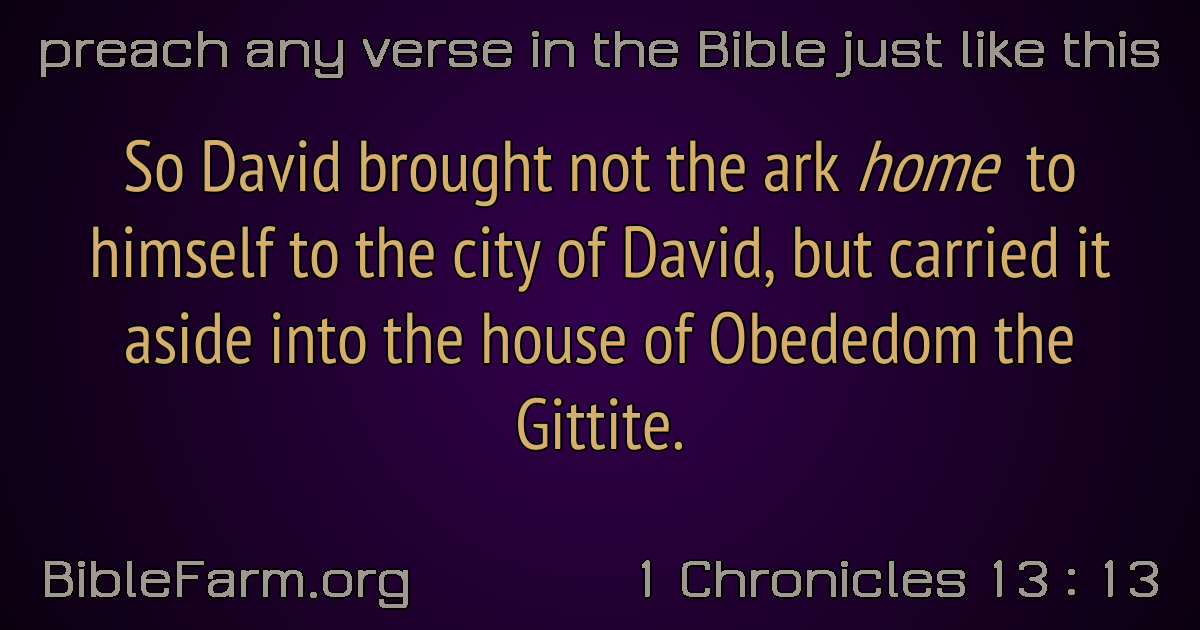 preach any verse in the Bible just like this
So David brought not the ark home to
himself to the city of David, but carried it
aside into the house of Obededom the
Gittite.
BibleFarm.org
1 Chronicles 13 : 13